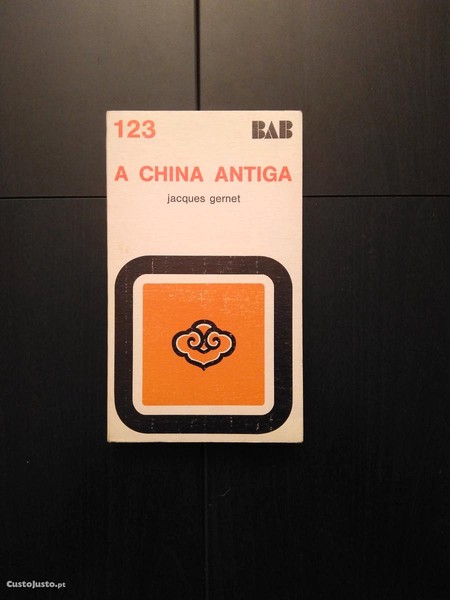 123 BAB
A CHINA ANTIGA
jacques gernet
CustoJusto.pt